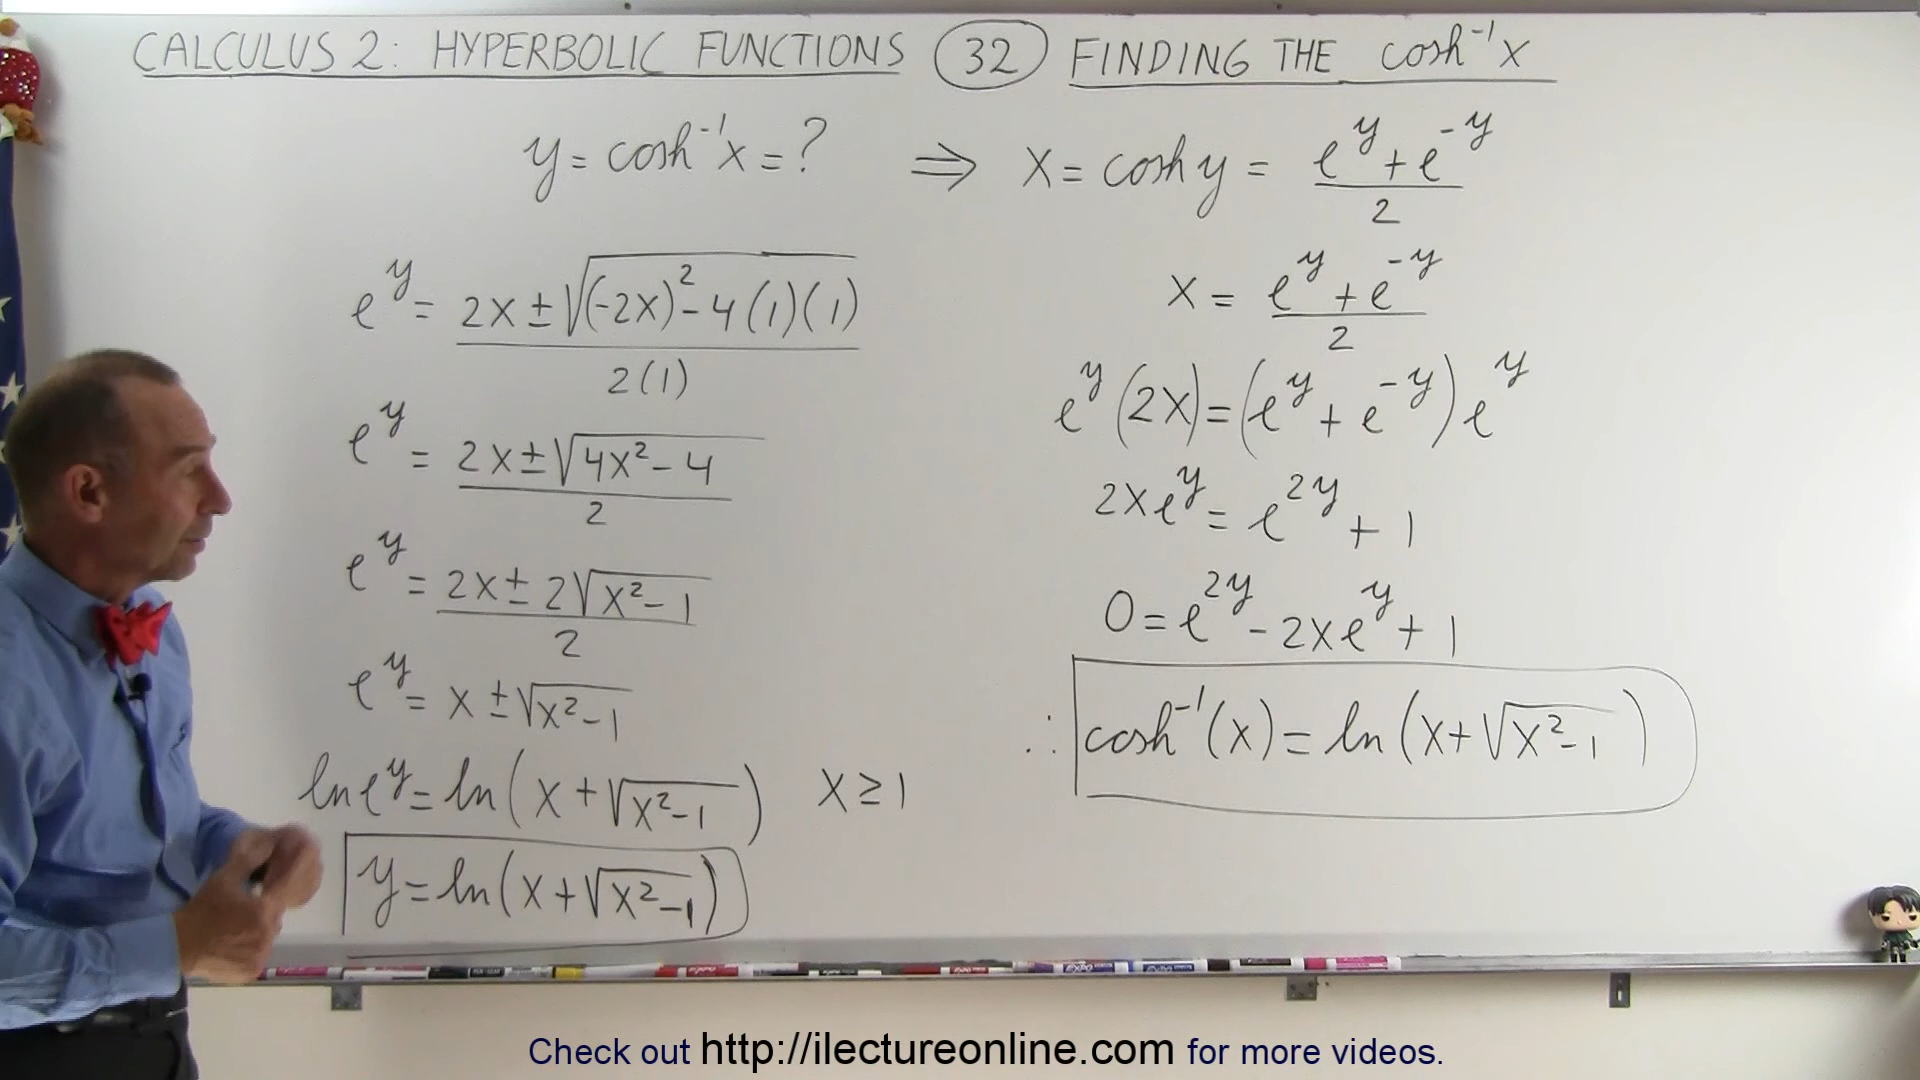 CALCULUS 2: HYPERBOLIC FUNCTIONS 32 FINDING THE cosh⁻¹x
y = cosh⁻¹x = ? ⇒ x = cosh y = (e^y + e^-y)/2
x = (e^y + e^-y)/2
e^y (2x) = (e^y + e^-y) e^y
2xe^y = e^2y + 1
0 = e^2y - 2xe^y + 1
e^y = (2x ± √((-2x)² - 4(1)(1)))/2(1)
e^y = (2x ± √(4x² - 4))/2
e^y = (2x ± 2√(x² - 1))/2
e^y = x ± √(x² - 1)
ln e^y = ln(x + √(x² - 1)) x ≥ 1
y = ln(x + √(x² - 1))
∴ cosh⁻¹(x) = ln(x + √(x² - 1))
Check out http://ilectureonline.com for more videos.